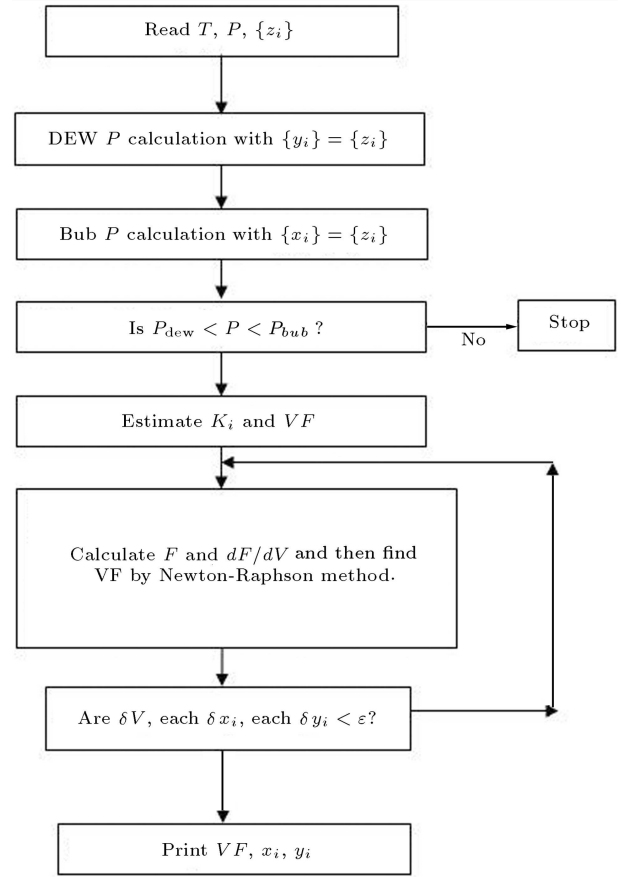 Read T, P, {z_i}
DEW P calculation with {y_i} = {z_i}
Bub P calculation with {x_i} = {z_i}
Is P_dew < P < P_bub ?
No
Stop
Estimate K_i and VF
Calculate F and dF/dV and then find
VF by Newton-Raphson method.
Are δV, each δx_i, each δy_i < ε?
Print VF, x_i, y_i